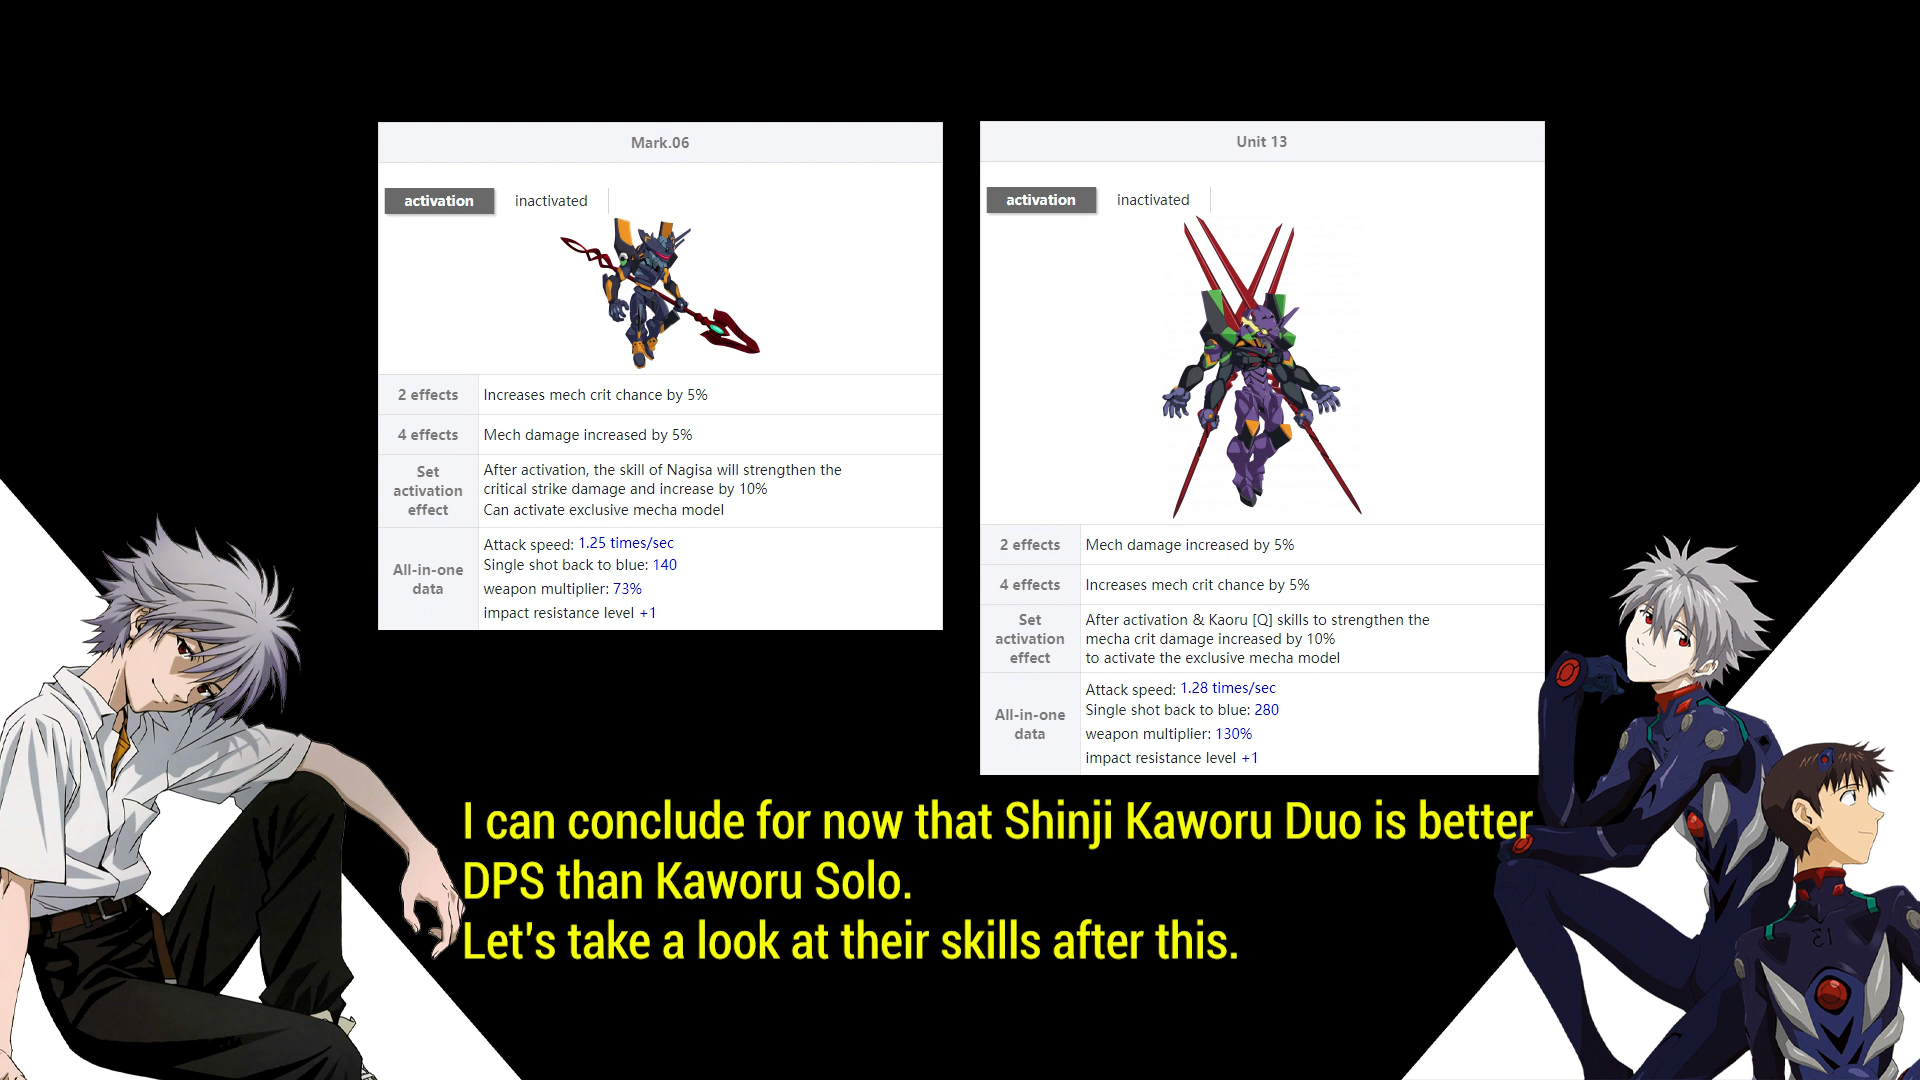 Mark.06
activation inactivated
2 effects Increases mech crit chance by 5%
4 effects Mech damage increased by 5%
Set activation effect
After activation, the skill of Nagisa will strengthen the
critical strike damage and increase by 10%
Can activate exclusive mecha model
All-in-one data
Attack speed: 1.25 times/sec
Single shot back to blue: 140
weapon multiplier: 73%
impact resistance level +1
Unit 13
activation inactivated
2 effects Mech damage increased by 5%
4 effects Increases mech crit chance by 5%
Set activation effect
After activation & Kaoru [Q] skills to strengthen the
mecha crit damage increased by 10%
to activate the exclusive mecha model
All-in-one data
Attack speed: 1.28 times/sec
Single shot back to blue: 280
weapon multiplier: 130%
impact resistance level +1
I can conclude for now that Shinji Kaworu Duo is better
DPS than Kaworu Solo.
Let's take a look at their skills after this.